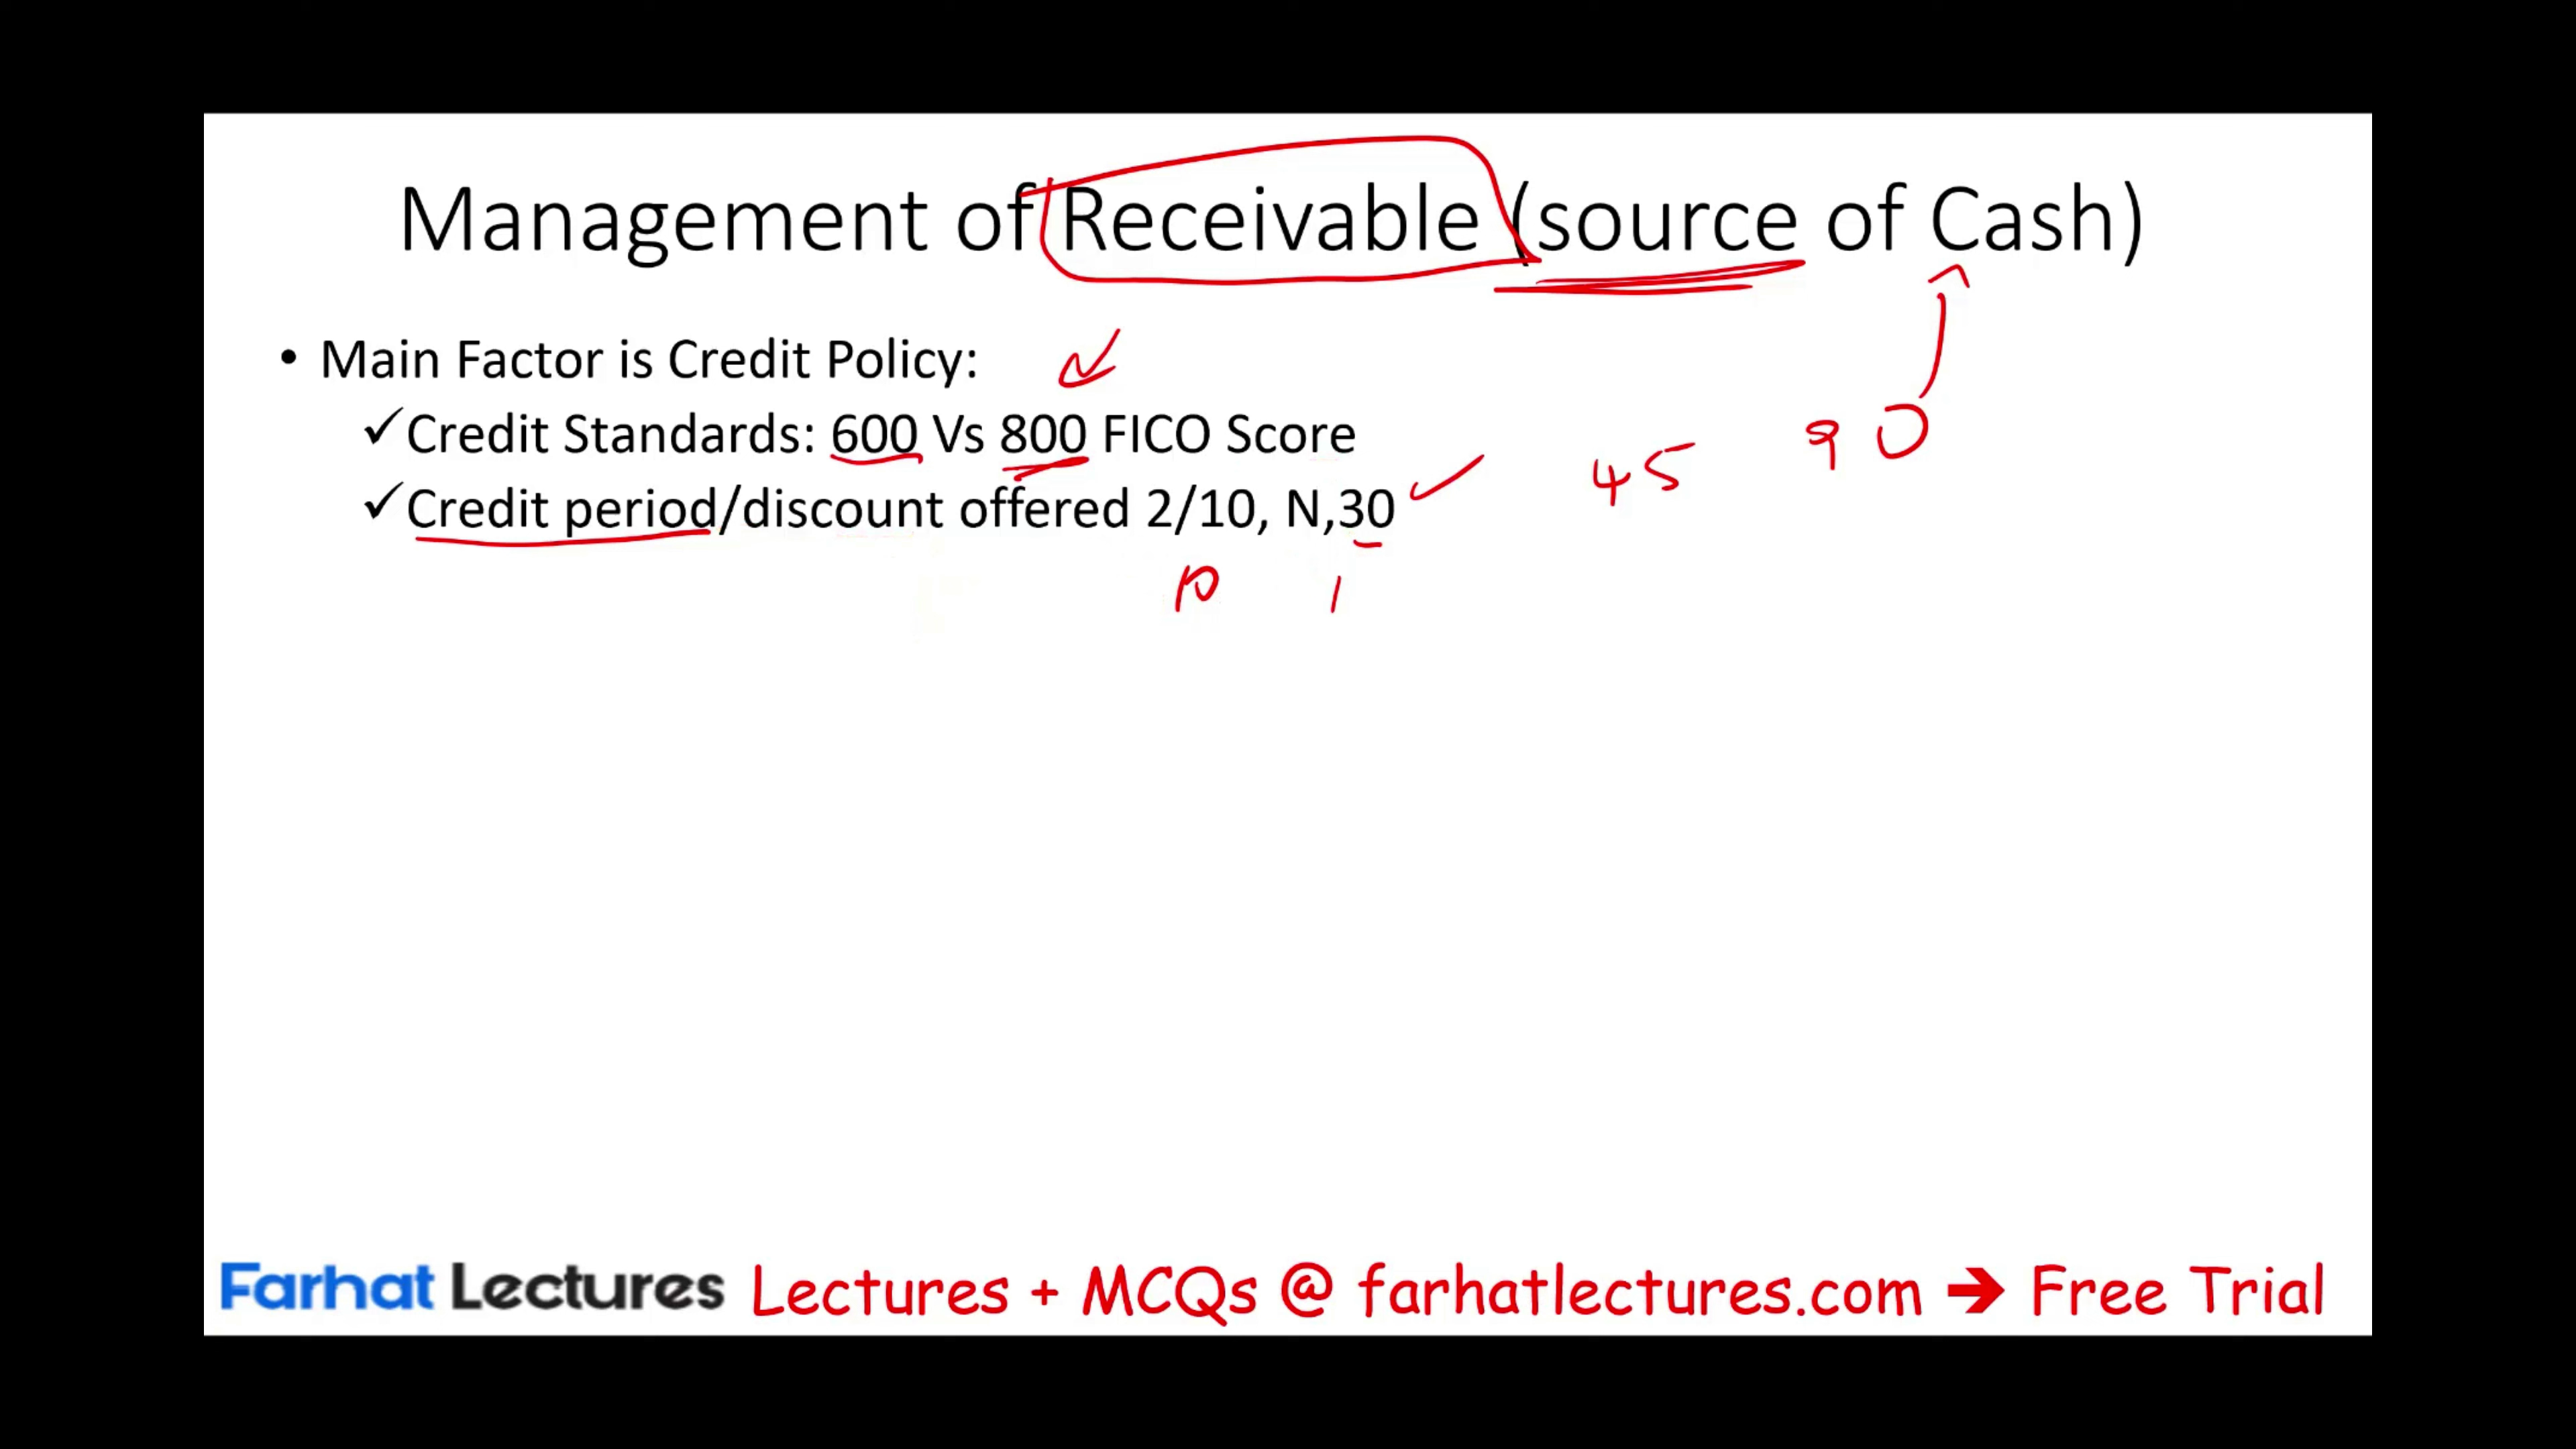 Management of Receivable (source of Cash)
• Main Factor is Credit Policy:
✓Credit Standards: 600 Vs 800 FICO Score
90
45
✓Credit period/discount offered 2/10, N,30
10 1
Farhat Lectures Lectures + MCQs @ farhatlectures.com ➔ Free Trial